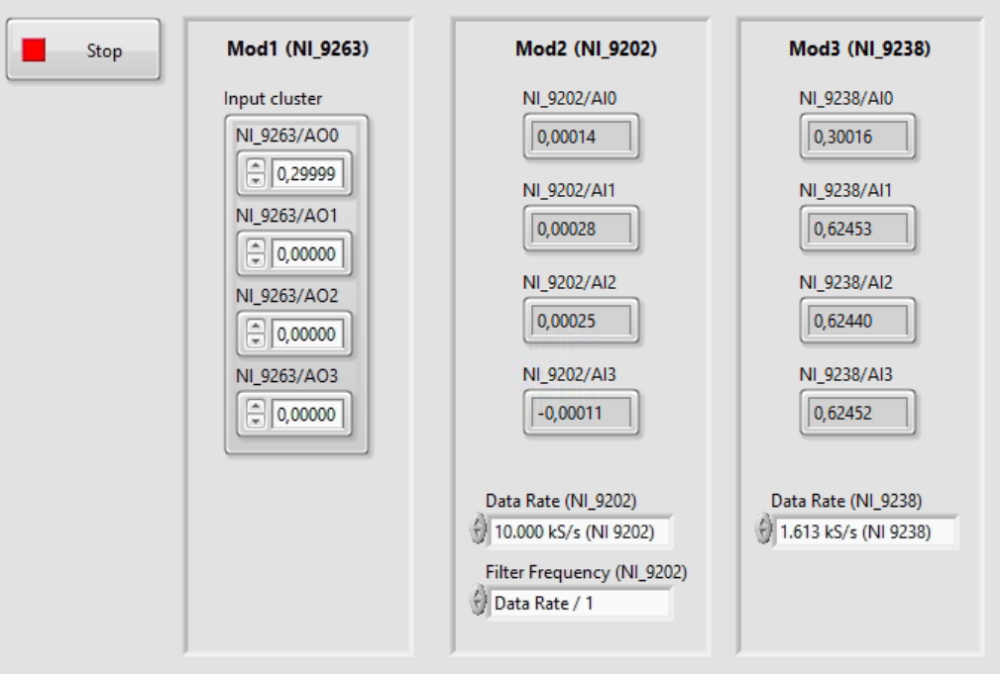 Stop
Mod1 (NI_9263)
Input cluster
NI_9263/AO0
0,29999
NI_9263/AO1
0,00000
NI_9263/AO2
0,00000
NI_9263/AO3
0,00000
Mod2 (NI_9202)
NI_9202/AI0
0,00014
NI_9202/AI1
0,00028
NI_9202/AI2
0,00025
NI_9202/AI3
-0,00011
Data Rate (NI_9202)
10.000 kS/s (NI 9202)
Filter Frequency (NI_9202)
Data Rate / 1
Mod3 (NI_9238)
NI_9238/AI0
0,30016
NI_9238/AI1
0,62453
NI_9238/AI2
0,62440
NI_9238/AI3
0,62452
Data Rate (NI_9238)
1.613 kS/s (NI 9238)